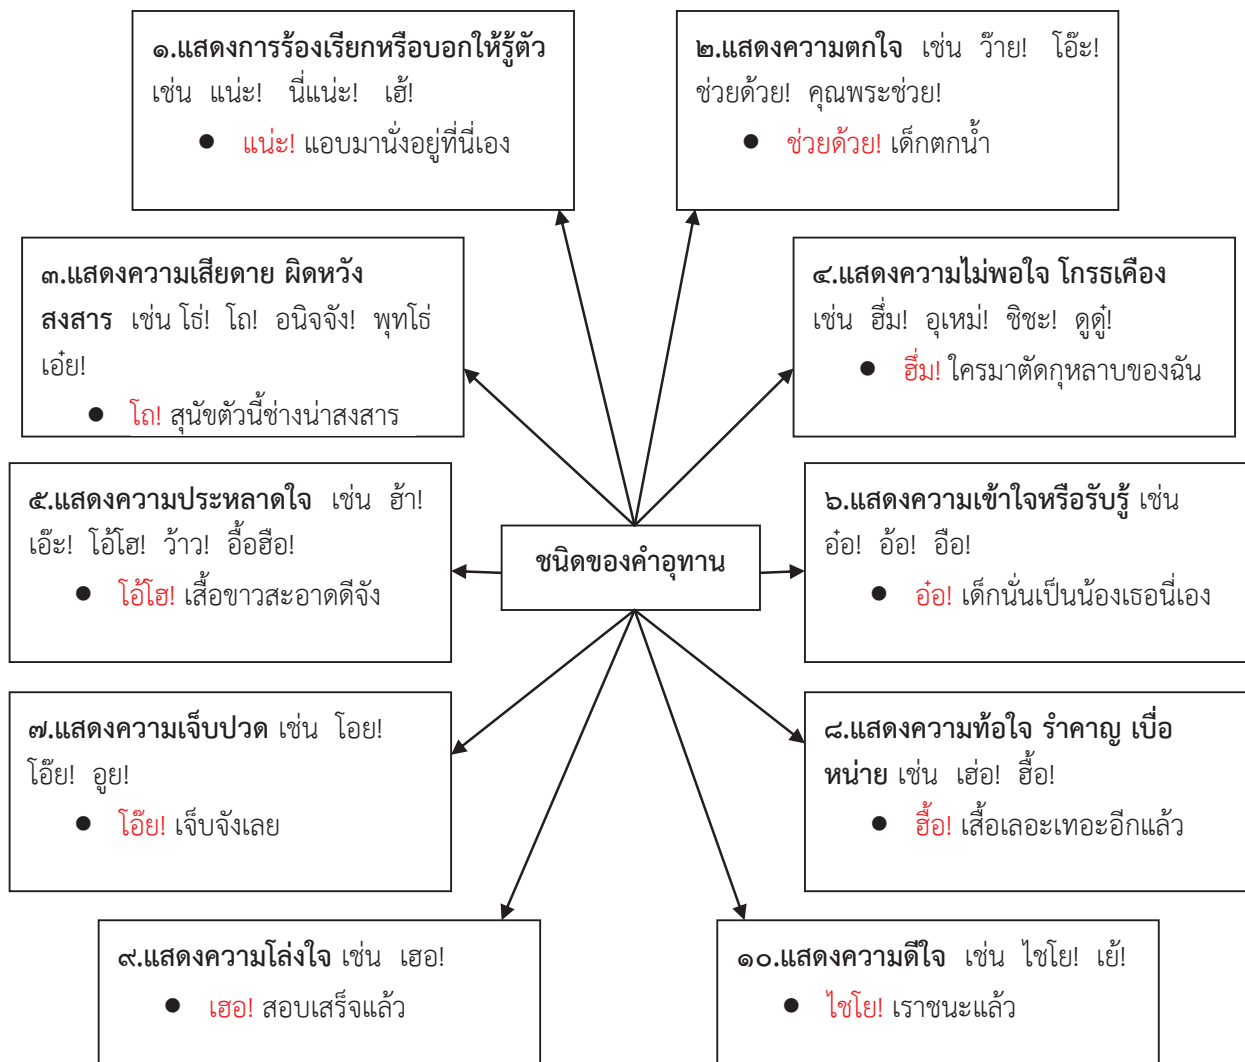 ๑.แสดงการร้องเรียกหรือบอกให้รู้ตัว
เช่น แน่ะ! นี่แน่ะ! เฮ้!
● แน่ะ! แอบมานั่งอยู่ที่นี่เอง
๒.แสดงความตกใจ เช่น ว๊าย! โอ๊ะ!
ช่วยด้วย! คุณพระช่วย!
● ช่วยด้วย! เด็กตกน้ำ
๓.แสดงความเสียดาย ผิดหวัง
สงสาร เช่น โธ่! โถ! อนิจจัง! พุทโธ่
เอ๋ย!
● โถ! สุนัขตัวนี้ช่างน่าสงสาร
๔.แสดงความไม่พอใจ โกรธเคือง
เช่น ฮึ่ม! อุเหม่! ชิชะ! ดูดู๋!
● ฮึ่ม! ใครมาตัดกุหลาบของฉัน
๕.แสดงความประหลาดใจ เช่น ฮ้า!
เอ๊ะ! โอ้โฮ! ว้าว! อื้อฮือ!
● โอ้โฮ! เสื้อขาวสะอาดดีจัง
ชนิดของคำอุทาน
๖.แสดงความเข้าใจหรือรับรู้ เช่น
อ๋อ! อ้อ! อือ!
● อ๋อ! เด็กนั่นเป็นน้องเธอนี่เอง
๗.แสดงความเจ็บปวด เช่น โอย!
โอ๊ย! อูย!
● โอ๊ย! เจ็บจังเลย
๘.แสดงความท้อใจ รำคาญ เบื่อ
หน่าย เช่น เฮ่อ! ฮื้อ!
● ฮื้อ! เสื้อเลอะเทอะอีกแล้ว
๙.แสดงความโล่งใจ เช่น เฮอ!
● เฮอ! สอบเสร็จแล้ว
๑๐.แสดงความดีใจ เช่น ไชโย! เย้!
● ไชโย! เราชนะแล้ว